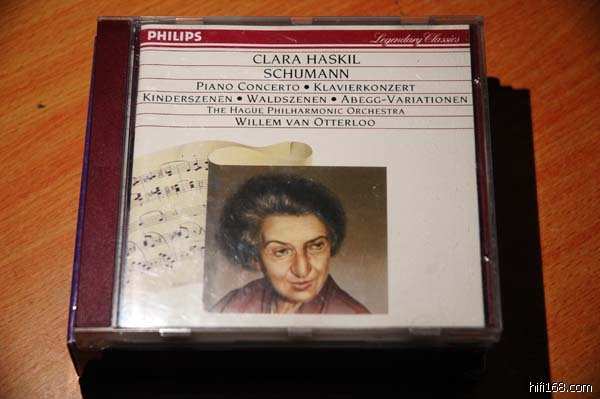 PHILIPS
Legendary Classics
CLARA HASKIL
SCHUMANN
PIANO CONCERTO • KLAVIERKONZERT
KINDERSZENEN • WALDSZENEN • ABEGG-VARIATIONEN
THE HAGUE PHILHARMONIC ORCHESTRA
WILLEM VAN OTTERLOO
hifi168.com